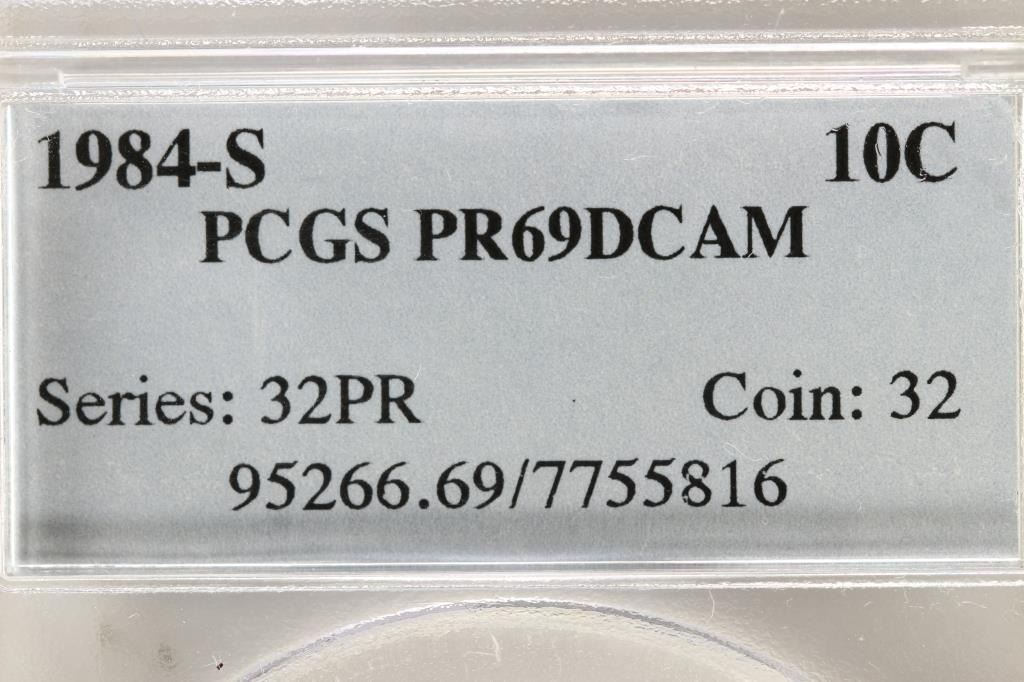 1984-S 10C
PCGS PR69DCAM
Series: 32PR Coin: 32
95266.69/7755816